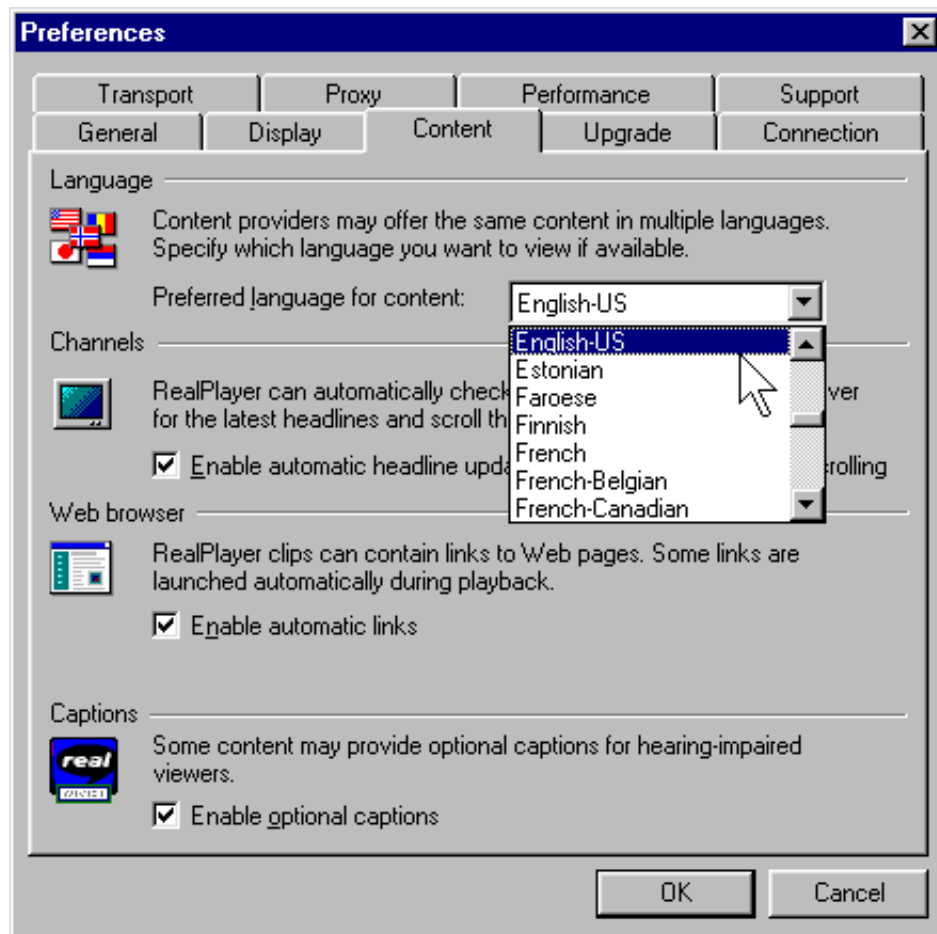 Preferences
Transport Proxy Performance Support
General Display Content Upgrade Connection
Language
Content providers may offer the same content in multiple languages.
Specify which language you want to view if available.
Preferred language for content: English-US
English-US
Estonian
Faroese
Finnish
French
French-Belgian
French-Canadian
Channels
RealPlayer can automatically check ver
for the latest headlines and scroll th
Enable automatic headline upda rolling
Web browser
RealPlayer clips can contain links to Web pages. Some links are
launched automatically during playback.
Enable automatic links
Captions
real
Some content may provide optional captions for hearing-impaired
viewers.
Enable optional captions
OK Cancel